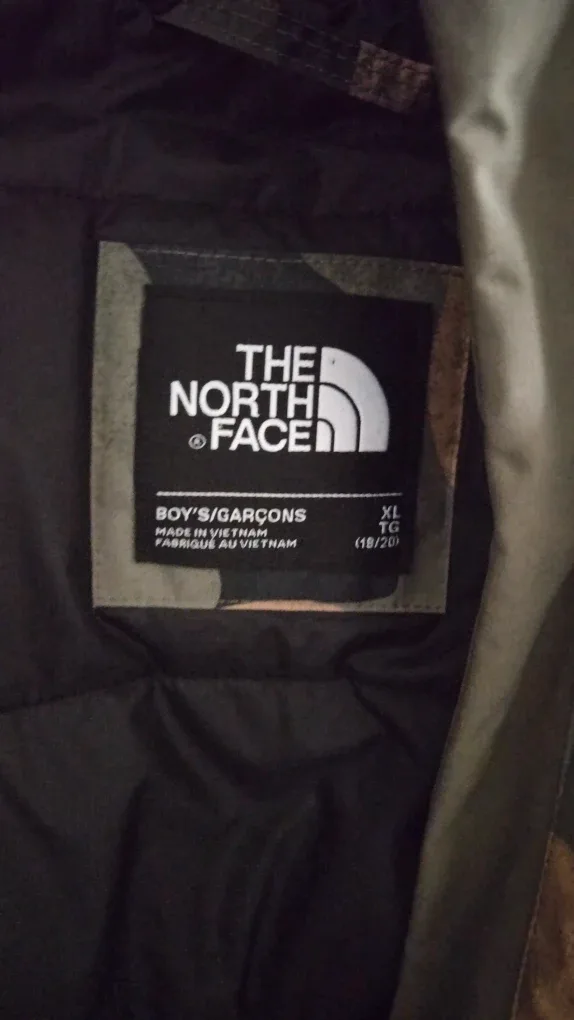 THE
NORTH
® FACE
BOY'S/GARÇONS XL
MADE IN VIETNAM TG
FABRIQUÉ AU VIETNAM (18/20)